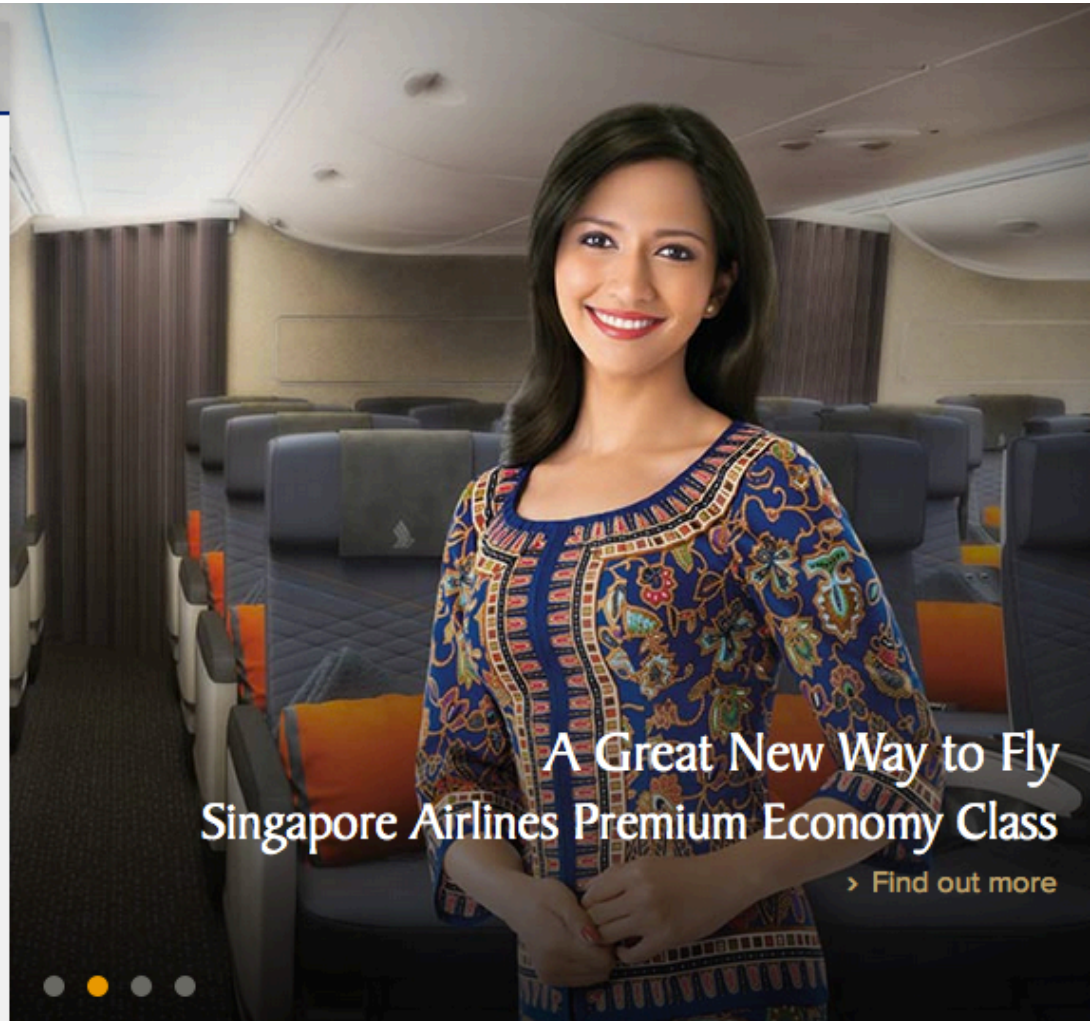 A Great New Way to Fly
Singapore Airlines Premium Economy Class
› Find out more